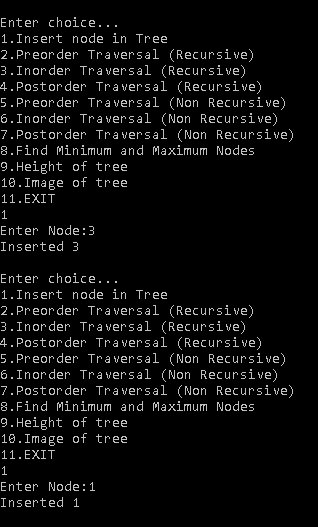 Enter choice...
1.Insert node in Tree
2.Preorder Traversal (Recursive)
3.Inorder Traversal (Recursive)
4.Postorder Traversal (Recursive)
5.Preorder Traversal (Non Recursive)
6.Inorder Traversal (Non Recursive)
7.Postorder Traversal (Non Recursive)
8.Find Minimum and Maximum Nodes
9.Height of tree
10.Image of tree
11.EXIT
1
Enter Node:3
Inserted 3
Enter choice...
1.Insert node in Tree
2.Preorder Traversal (Recursive)
3.Inorder Traversal (Recursive)
4.Postorder Traversal (Recursive)
5.Preorder Traversal (Non Recursive)
6.Inorder Traversal (Non Recursive)
7.Postorder Traversal (Non Recursive)
8.Find Minimum and Maximum Nodes
9.Height of tree
10.Image of tree
11.EXIT
1
Enter Node:1
Inserted 1